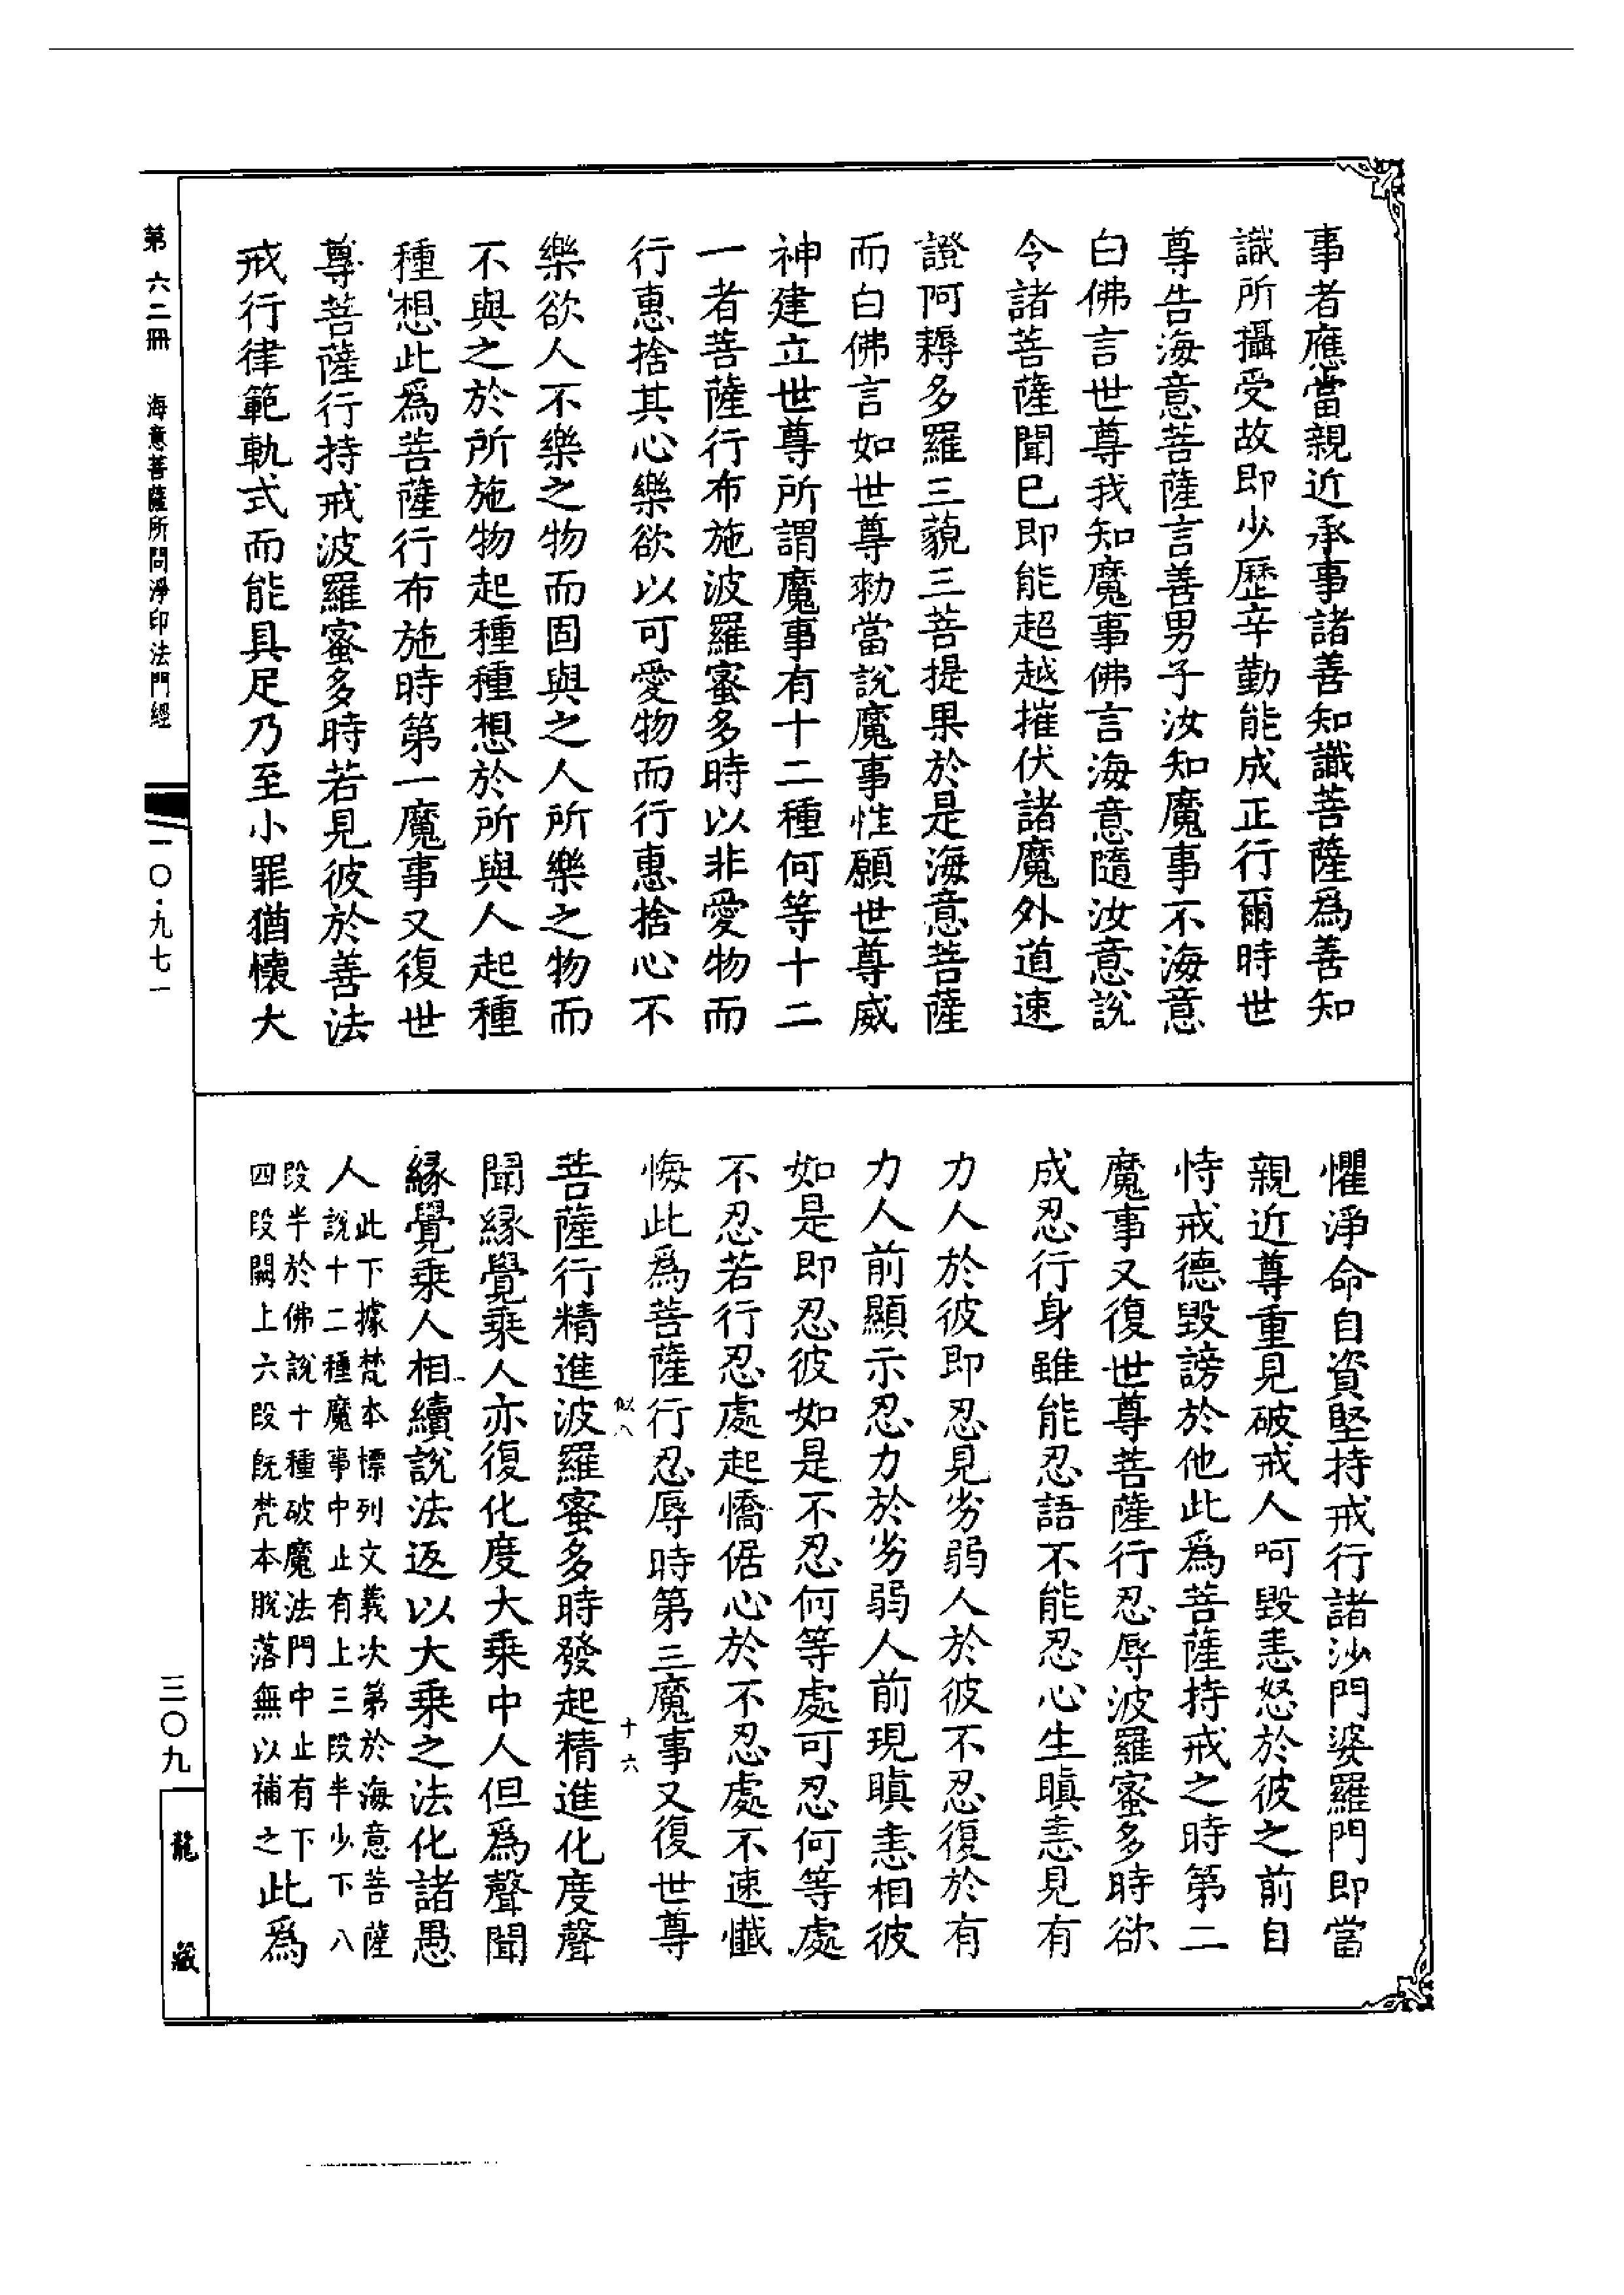 事者應當親近承事諸善知識菩薩爲善知
識所攝受故即少歷辛勤能成正行爾時世
尊告海意菩薩言善男子汝知魔事不海意
白佛言世尊我知魔事佛言海意隨汝意說
令諸菩薩聞已即能超越摧伏諸魔外道速
證阿耨多羅三藐三菩提果於是海意菩薩
而白佛言如世尊勑當說魔事性願世尊威
神建立世尊所謂魔事有十二種何等十二
一者菩薩行布施波羅蜜多時以非愛物而
行惠捨其心樂欲以可愛物而行惠捨心不
樂欲人不樂之物而固與之人所樂之物而
不與之於所施物起種種想於所與人起種
種想此爲菩薩行布施時第一魔事又復世
尊菩薩行持戒波羅蜜多時若見彼於善法
戒行律範軌式而能具足乃至小罪猶懷大
懼淨命自資堅持戒行諸沙門婆羅門即當
親近尊重見破戒人呵毀恚怒於彼之前自
恃戒德毀謗於他此爲菩薩持戒之時第二
魔事又復世尊菩薩行忍辱波羅蜜多時欲
成忍行身雖能忍語不能忍心生瞋恚見有
力人於彼即忍見劣弱人於彼不忍復於有
力人前顯示忍力於劣弱人前現瞋恚相彼
如是即忍彼如是不忍何等處可忍何等處
不忍若行忍處起憍倨心於不忍處不速懺
悔此爲菩薩行忍辱時第三魔事又復世尊
似八
十六
菩薩行精進波羅蜜多時發起精進化度聲
聞緣覺乘人亦復化度大乘中人但爲聲聞
緣覺乘人相續說法返以大乘之法化諸愚
人此下據梵本標列文義次第於海意菩薩
說十二種魔事中止有上三段半少下八
段半於佛說十種破魔法門中止有下
四段闕上六段旣梵本脫落無以補之此爲
第六二冊　海意菩薩所問淨印法門經
一〇·九七一
三〇九
龍藏